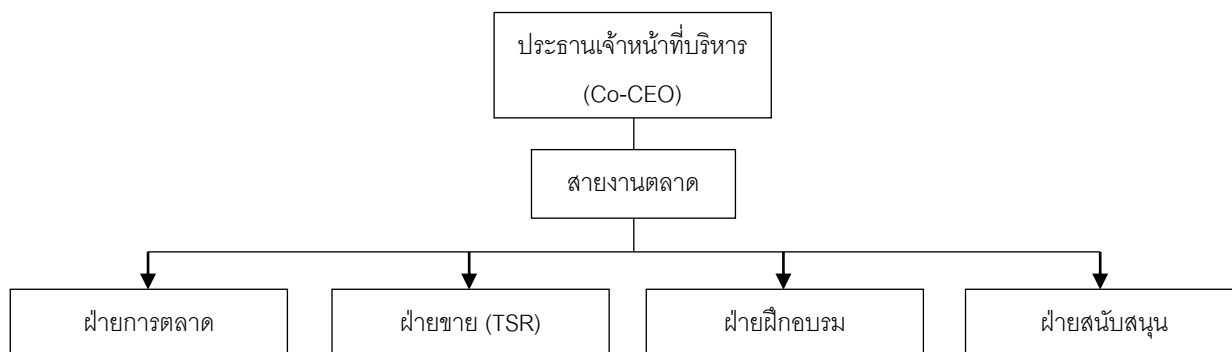 ประธานเจ้าหน้าที่บริหาร
(Co-CEO)
สายงานตลาด
ฝ่ายการตลาด
ฝ่ายขาย (TSR)
ฝ่ายฝึกอบรม
ฝ่ายสนับสนุน